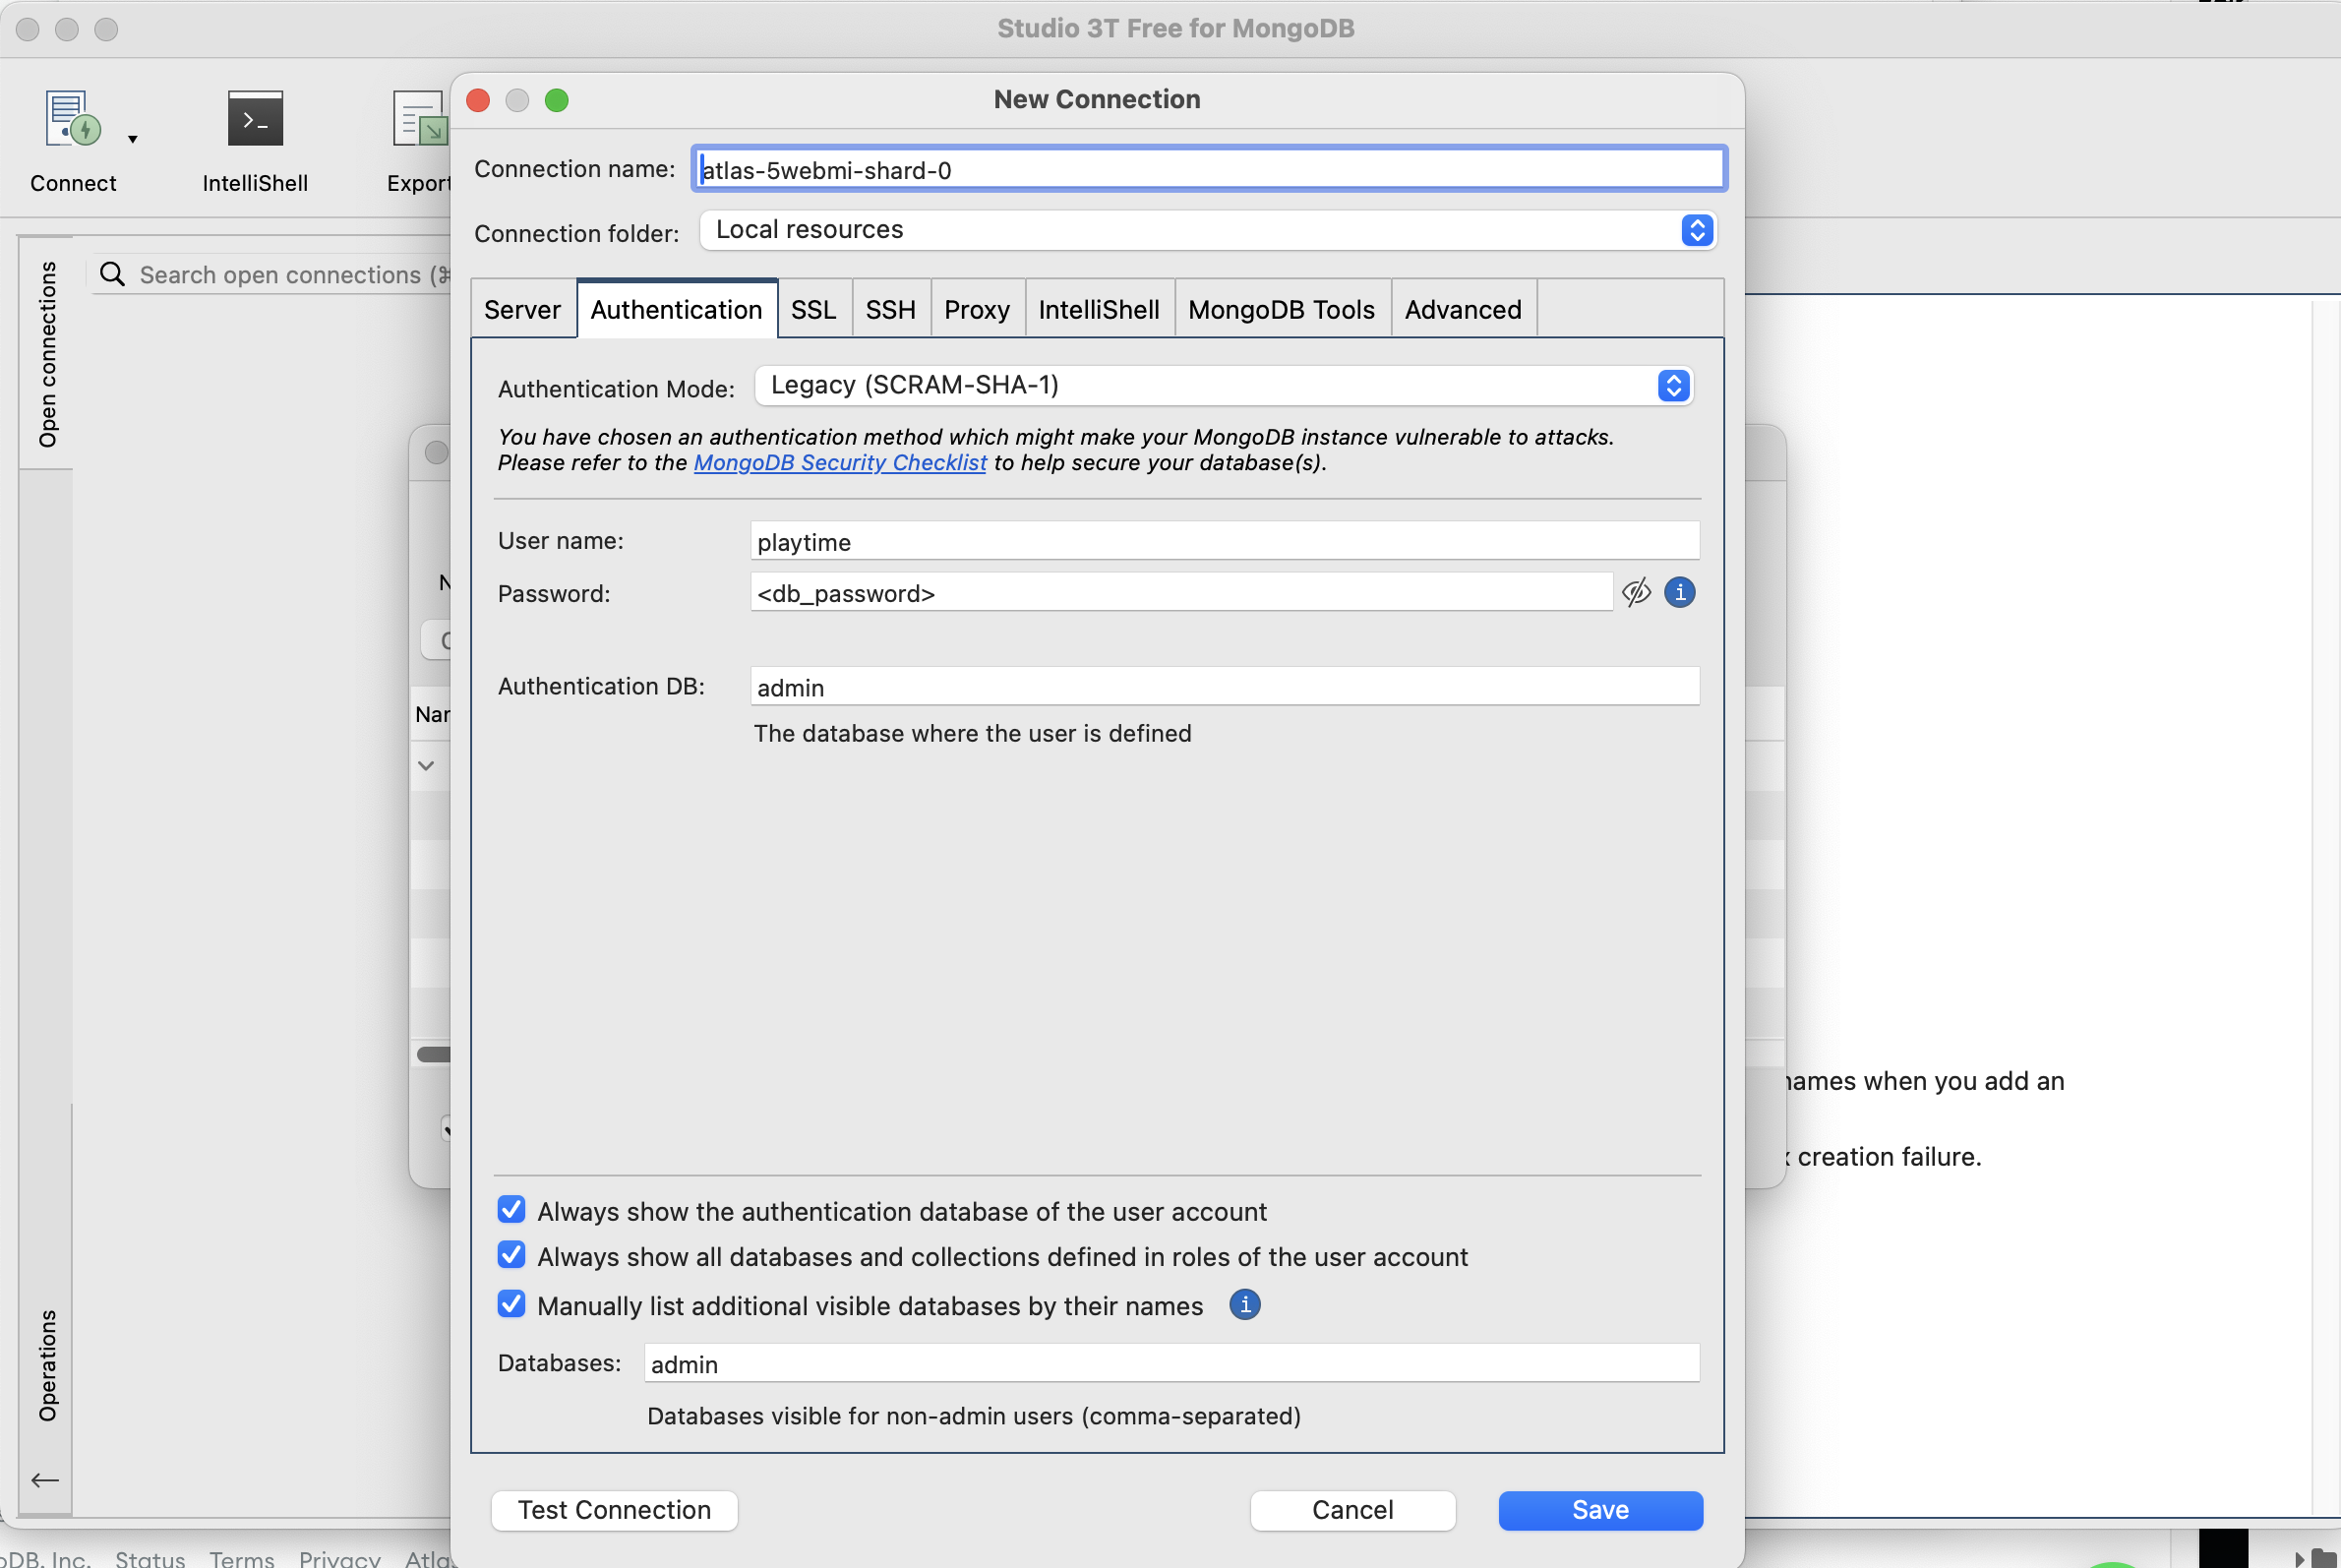 Studio 3T Free for MongoDB
Connect
IntelliShell
Export
Open connections
Search open connections (⌘
Operations
New Connection
Connection name: atlas-5webmi-shard-0
Connection folder: Local resources
Server Authentication SSL SSH Proxy IntelliShell MongoDB Tools Advanced
Authentication Mode: Legacy (SCRAM-SHA-1)
You have chosen an authentication method which might make your MongoDB instance vulnerable to attacks.
Please refer to the MongoDB Security Checklist to help secure your database(s).
User name: playtime
Password: <db_password>
Authentication DB: admin
The database where the user is defined
names when you add an
creation failure.
Always show the authentication database of the user account
Always show all databases and collections defined in roles of the user account
Manually list additional visible databases by their names
Databases: admin
Databases visible for non-admin users (comma-separated)
Test Connection Cancel Save
oDB, Inc. Status Terms Privacy Atla